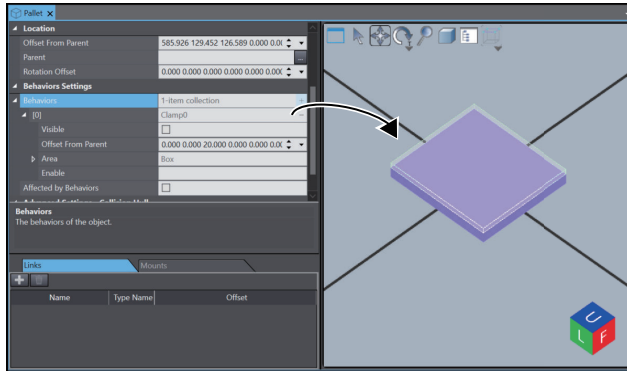 Pallet
Location
Offset From Parent 585.926 129.452 126.589 0.000 0.0(
Parent
Rotation Offset 0.000 0.000 0.000 0.000 0.000 0.000(
Behaviors Settings
Behaviors 1-item collection
[0] Clamp0
Visible
Offset From Parent 0.000 0.000 20.000 0.000 0.000 0.0(
Area Box
Enable
Affected by Behaviors
Behaviors
The behaviors of the object.
Links Mounts
Name Type Name Offset
U
L F